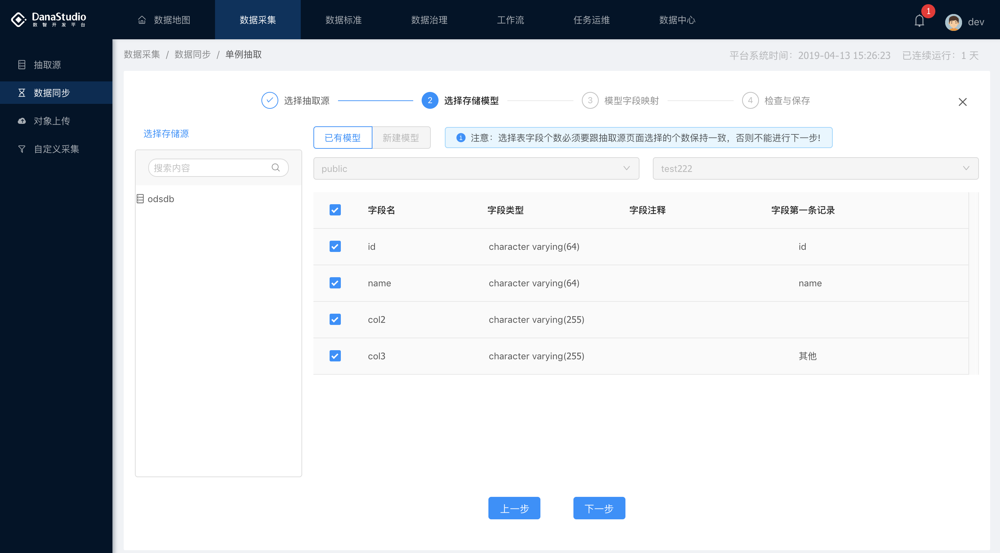 DanaStudio
数智开发平台
数据地图
数据采集
数据标准
数据治理
工作流
任务运维
数据中心
1
dev
抽取源
数据同步
对象上传
自定义采集
数据采集 / 数据同步 / 单例抽取
平台系统时间：2019-04-13 15:26:23 已连续运行：1 天
选择抽取源
2 选择存储模型
3 模型字段映射
4 检查与保存
选择存储源
搜索内容
odsdb
已有模型
新建模型
注意：选择表字段个数必须要跟抽取源页面选择的个数保持一致，否则不能进行下一步!
public
test222
字段名 字段类型 字段注释 字段第一条记录
id character varying(64) id
name character varying(64) name
col2 character varying(255)
col3 character varying(255) 其他
上一步
下一步